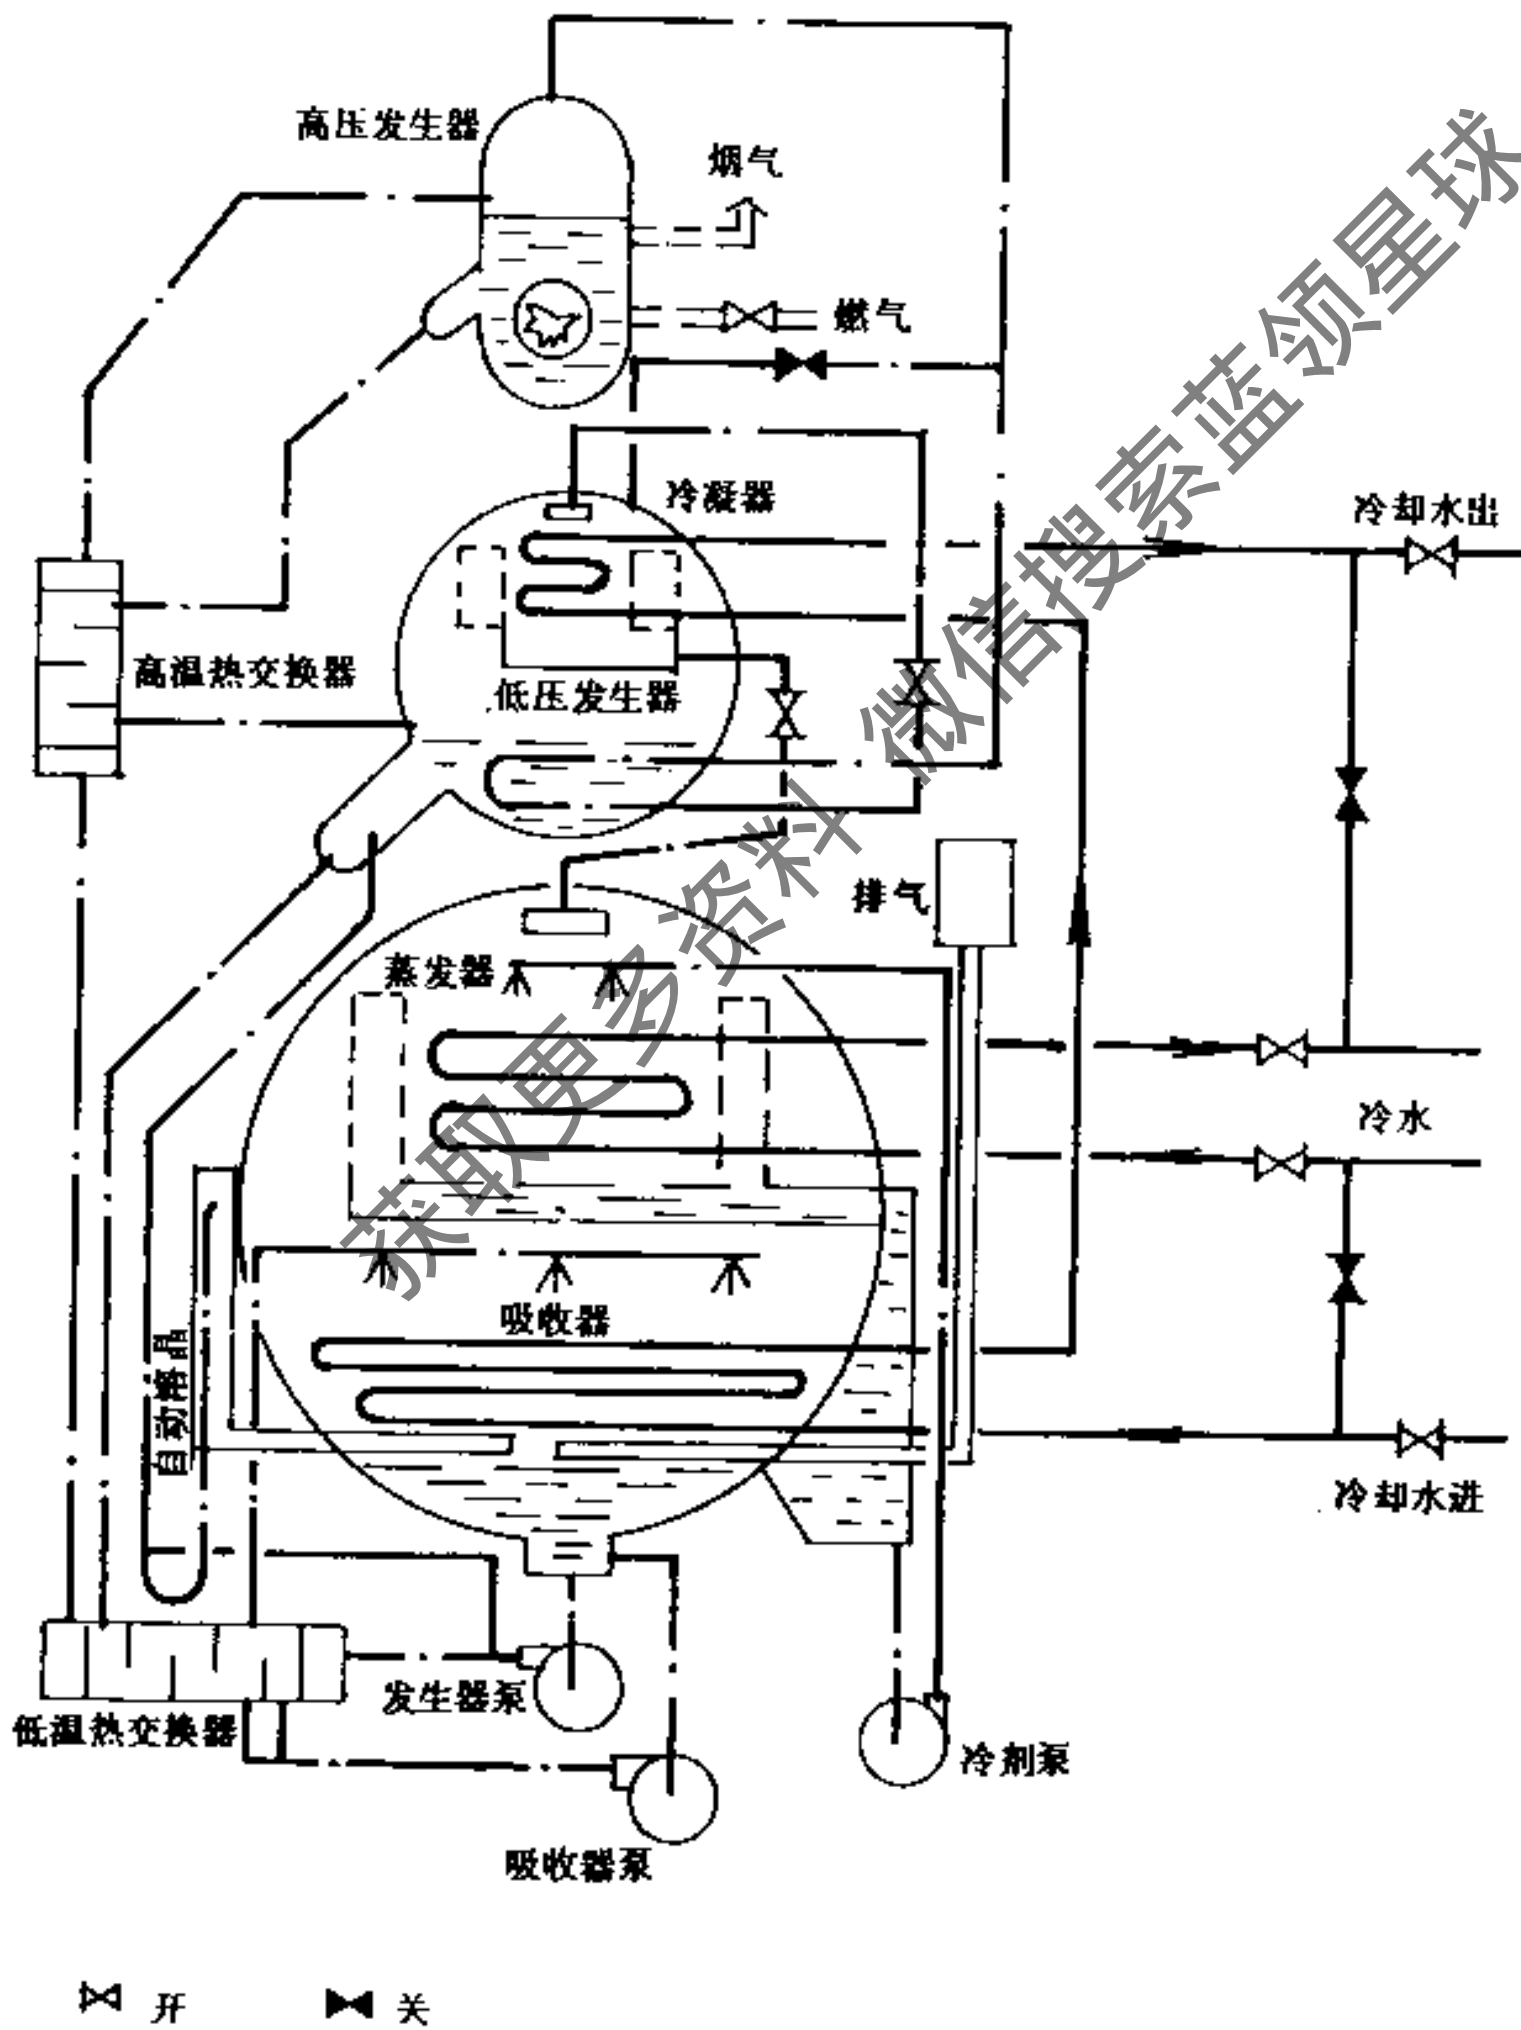 高压发生器
烟气
燃气
冷凝器
冷却水出
高温热交换器
低压发生器
排气
蒸发器
冷水
吸收器
自动熔晶
冷却水进
发生器泵
低温热交换器
冷剂泵
吸收器泵
开
关
获取更多资料 微信搜索蓝领星球